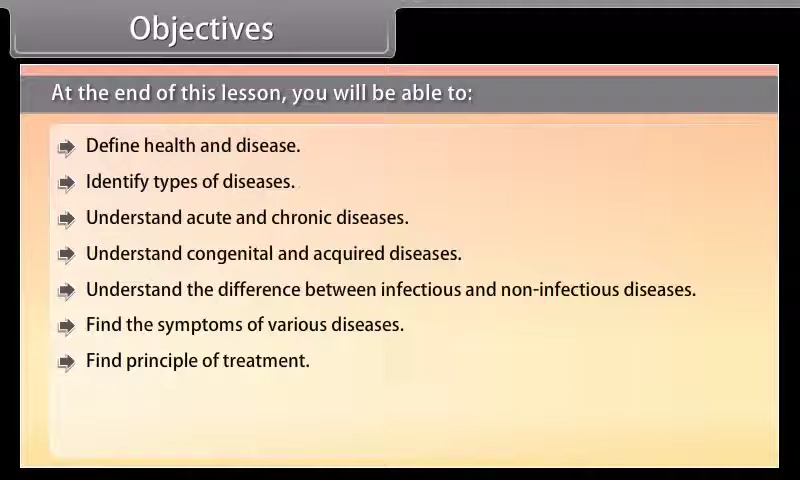 Objectives
At the end of this lesson, you will be able to:
Define health and disease.
Identify types of diseases.
Understand acute and chronic diseases.
Understand congenital and acquired diseases.
Understand the difference between infectious and non-infectious diseases.
Find the symptoms of various diseases.
Find principle of treatment.